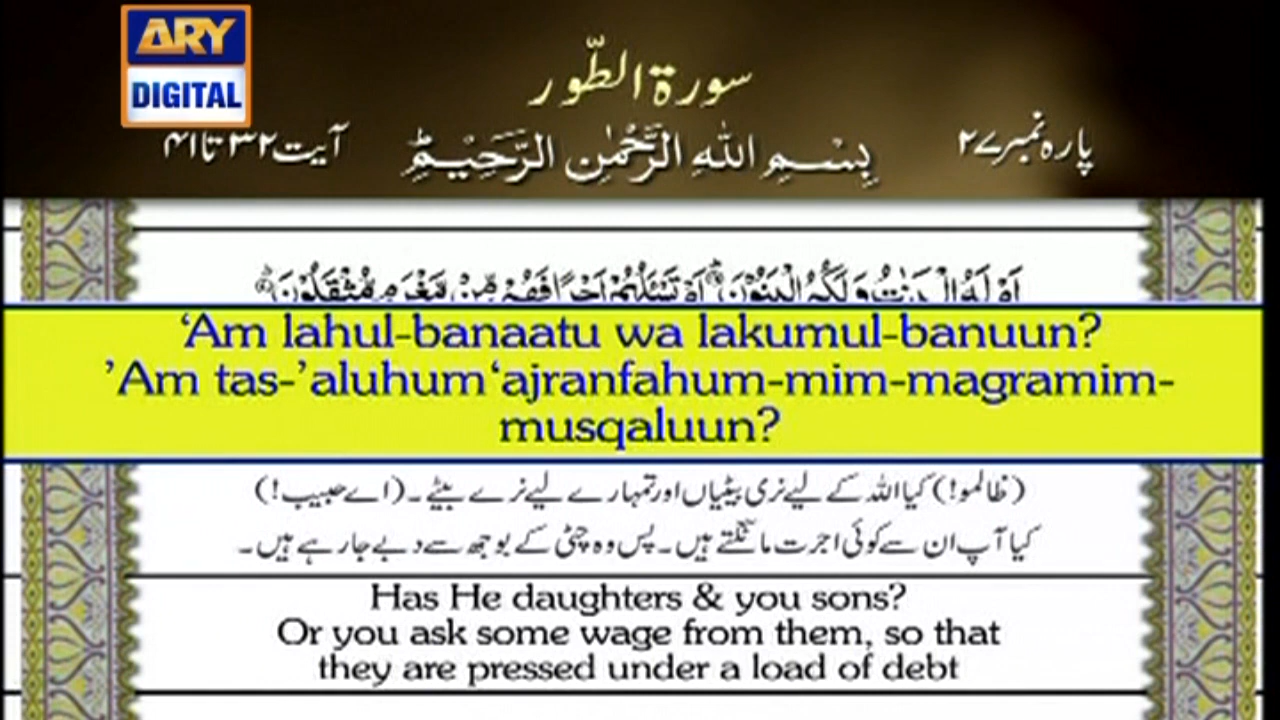 ARY
DIGITAL
سورة الطّور
پارہ نمبر ۲۷
بِسْمِ اللهِ الرَّحْمٰنِ الرَّحِيْمِ
آیت ۳۲ تا ۴۱
اَمْ لَهُ الْبَنٰتُ وَ لَكُمُ الْبَنُوْنَ اَمْ تَسْـَٔلُهُمْ اَجْرًا فَهُمْ مِّنْ مَّغْرَمٍ مُّثْقَلُوْنَ
‘Am lahul-banaatu wa lakumul-banuun?
’Am tas-’aluhum‘ajranfahum-mim-magramim-
musqaluun?
(ظالمو!) کیا اللہ کے لیے نری بیٹیاں اور تمہارے لیے نرے بیٹے۔ (اے حبیب!)
کیا آپ ان سے کوئی اجرت مانگتے ہیں۔ پس وہ چٹی کے بوجھ سے دبے جا رہے ہیں۔
Has He daughters & you sons?
Or you ask some wage from them, so that
they are pressed under a load of debt